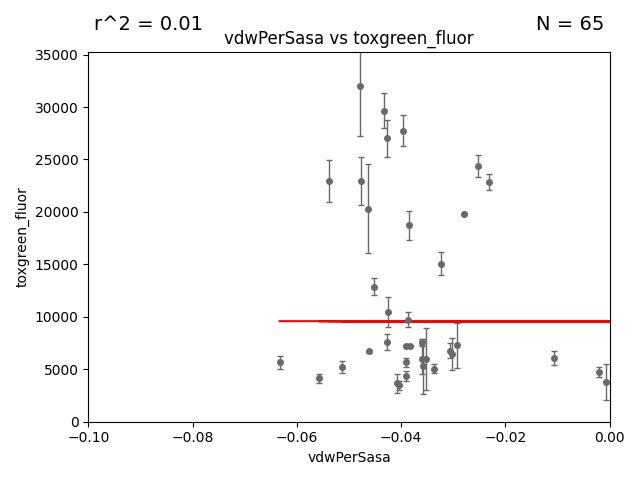 r^2 = 0.01
N = 65
vdwPerSasa vs toxgreen_fluor
35000
30000
25000
20000
15000
10000
5000
0
toxgreen_fluor
−0.10
−0.08
−0.06
−0.04
−0.02
0.00
vdwPerSasa